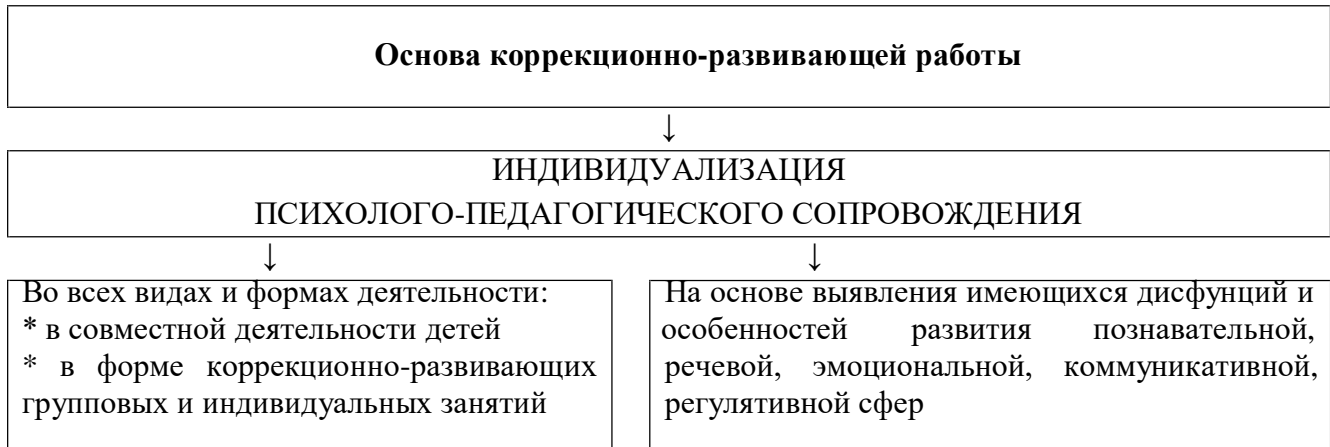 Основа коррекционно-развивающей работы
↓
ИНДИВИДУАЛИЗАЦИЯ
ПСИХОЛОГО-ПЕДАГОГИЧЕСКОГО СОПРОВОЖДЕНИЯ
↓ ↓
Во всех видах и формах деятельности:
* в совместной деятельности детей
* в форме коррекционно-развивающих
групповых и индивидуальных занятий
На основе выявления имеющихся дисфунций и
особенностей развития познавательной,
речевой, эмоциональной, коммуникативной,
регулятивной сфер